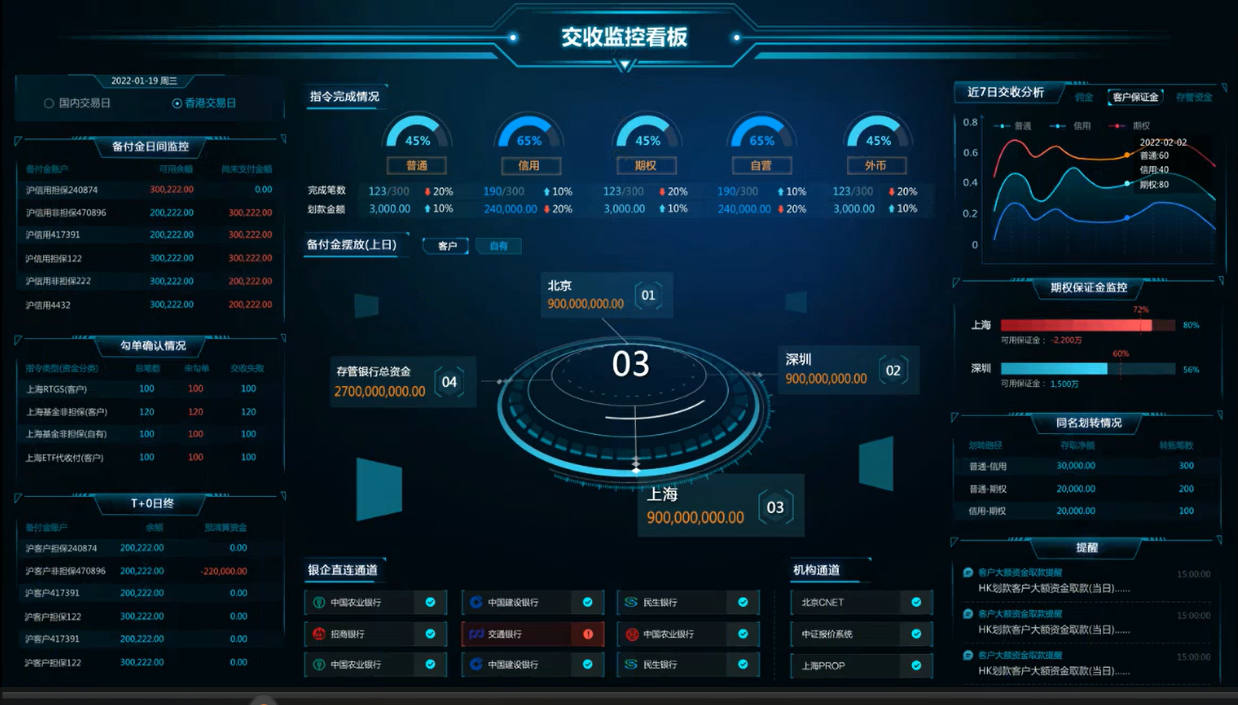 交收监控看板
2022-01-19 周三
国内交易日 香港交易日
备付金日间监控
备付金账户 可用余额 尚未支付金额
沪信用担保240874 300,222.00 0.00
沪信用非担保470896 200,222.00 300,222.00
沪信用417391 200,222.00 300,222.00
沪信用担保122 300,222.00 300,222.00
沪信用非担保222 300,222.00 200,222.00
沪信用4432 300,222.00 200,222.00
勾单确认情况
指令类型(资金分类) 总笔数 未勾单 交收失败
上海RTGS(客户) 100 100 100
上海基金非担保(客户) 120 120 120
上海基金非担保(自有) 100 100 100
上海ETF代收付(客户) 100 100 100
T+0日终
备付金账户 余额 预清算资金
沪客户担保240874 200,222.00 0.00
沪客户非担保470896 200,222.00 -220,000.00
沪客户417391 200,222.00 0.00
沪客户担保122 300,222.00 0.00
沪客户417391 200,222.00 0.00
沪客户担保122 300,222.00 0.00
指令完成情况
45% 65% 45% 65% 45%
普通 信用 期权 自营 外币
完成笔数 123/300 20% 190/300 10% 123/300 20% 190/300 10% 123/300 20%
划款金额 3,000.00 10% 240,000.00 20% 3,000.00 10% 240,000.00 20% 3,000.00 10%
备付金摆放(上日) 客户 自有
北京
900,000,000.00 01
03
存管银行总资金
2700,000,000.00 04
深圳
900,000,000.00 02
上海
900,000,000.00 03
银企直连通道
中国农业银行 中国建设银行 民生银行
招商银行 交通银行 中国农业银行
中国农业银行 中国建设银行 民生银行
机构通道
北京CNET
中证报价系统
上海PROP
近7日交收分析 佣金 客户保证金 存管资金
普通 信用 期权
0.8
0.6
0.4
0.2
0
2022-02-02
普通:60
信用:40
期权:80
期权保证金监控
72%
上海 80%
可用保证金： -2,200万
60%
深圳 56%
可用保证金： 1,500万
同名划转情况
划转路径 存取净额 转账笔数
普通-信用 30,000.00 300
普通-期权 20,000.00 200
信用-期权 20,000.00 100
提醒
客户大额资金取款提醒 15:00:00
HK划款客户大额资金取款(当日)......
客户大额资金取款提醒 15:00:00
HK划款客户大额资金取款(当日)......
客户大额资金取款提醒 15:00:00
HK划款客户大额资金取款(当日)......